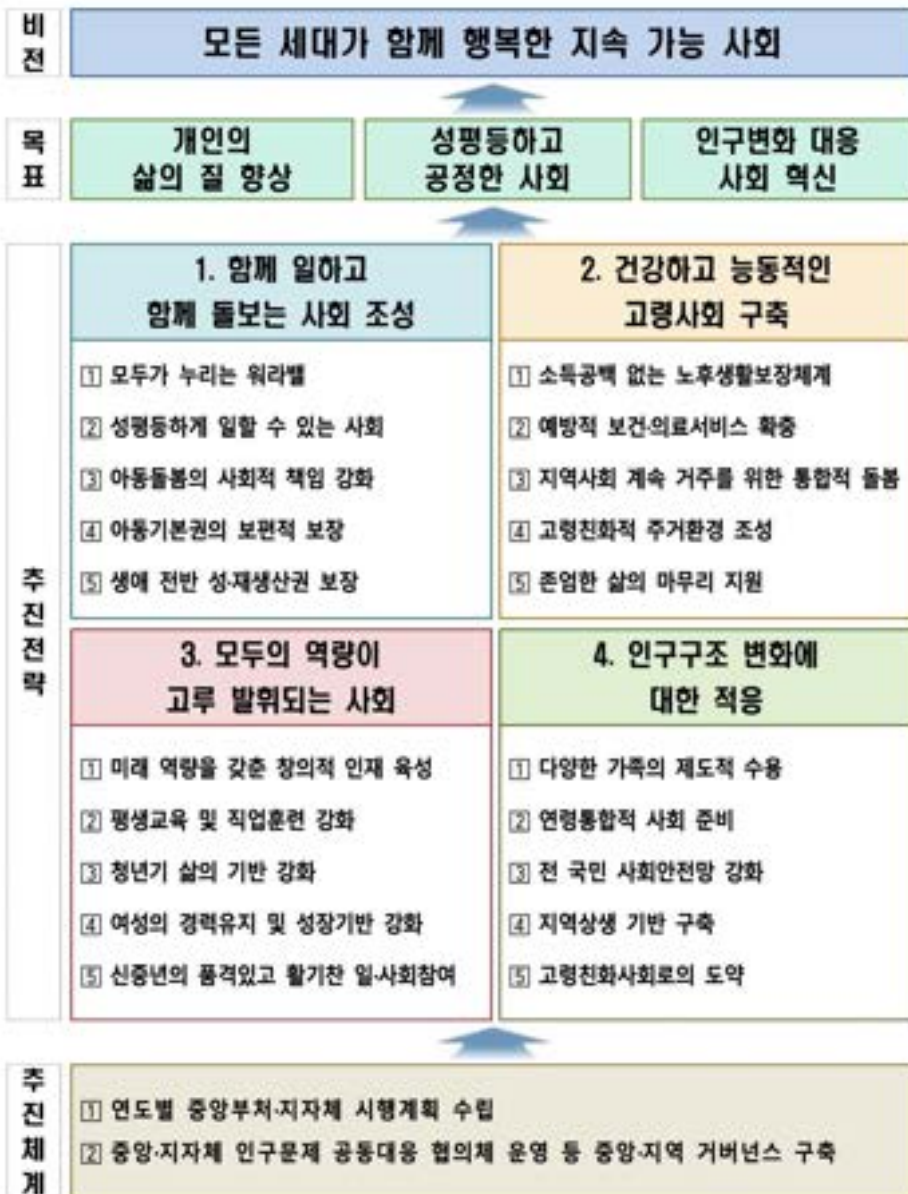 비전
모든 세대가 함께 행복한 지속 가능 사회
목표
개인의
삶의 질 향상
성평등하고
공정한 사회
인구변화 대응
사회 혁신
추진전략
1. 함께 일하고
함께 돌보는 사회 조성
1 모두가 누리는 워라밸
2 성평등하게 일할 수 있는 사회
3 아동돌봄의 사회적 책임 강화
4 아동기본권의 보편적 보장
5 생애 전반 성·재생산권 보장
2. 건강하고 능동적인
고령사회 구축
1 소득공백 없는 노후생활보장체계
2 예방적 보건·의료서비스 확충
3 지역사회 계속 거주를 위한 통합적 돌봄
4 고령친화적 주거환경 조성
5 존엄한 삶의 마무리 지원
3. 모두의 역량이
고루 발휘되는 사회
1 미래 역량을 갖춘 창의적 인재 육성
2 평생교육 및 직업훈련 강화
3 청년기 삶의 기반 강화
4 여성의 경력유지 및 성장기반 강화
5 신중년의 품격있고 활기찬 일·사회참여
4. 인구구조 변화에
대한 적응
1 다양한 가족의 제도적 수용
2 연령통합적 사회 준비
3 전 국민 사회안전망 강화
4 지역상생 기반 구축
5 고령친화사회로의 도약
추진체계
1 연도별 중앙부처·지자체 시행계획 수립
2 중앙·지자체 인구문제 공동대응 협의체 운영 등 중앙·지역 거버넌스 구축